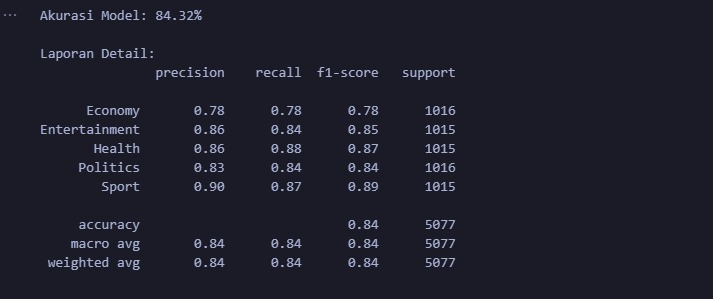 Akurasi Model: 84.32%
Laporan Detail:
precision recall f1-score support
Economy 0.78 0.78 0.78 1016
Entertainment 0.86 0.84 0.85 1015
Health 0.86 0.88 0.87 1015
Politics 0.83 0.84 0.84 1016
Sport 0.90 0.87 0.89 1015
accuracy 0.84 5077
macro avg 0.84 0.84 0.84 5077
weighted avg 0.84 0.84 0.84 5077